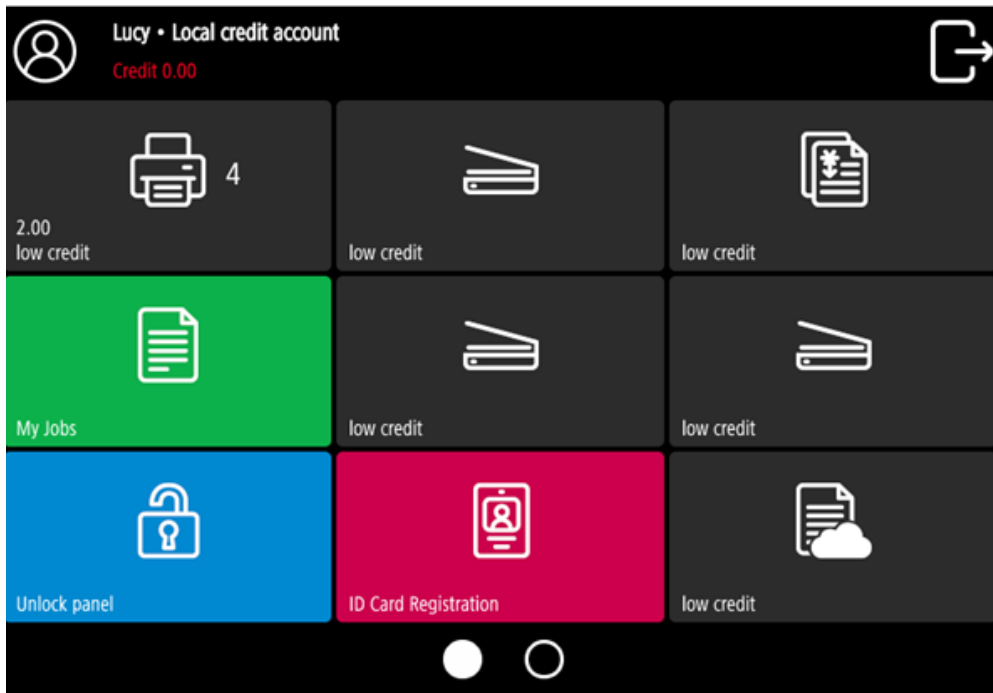 Lucy • Local credit account
Credit 0.00
4
2.00
low credit
low credit
low credit
My Jobs
low credit
low credit
Unlock panel
ID Card Registration
low credit